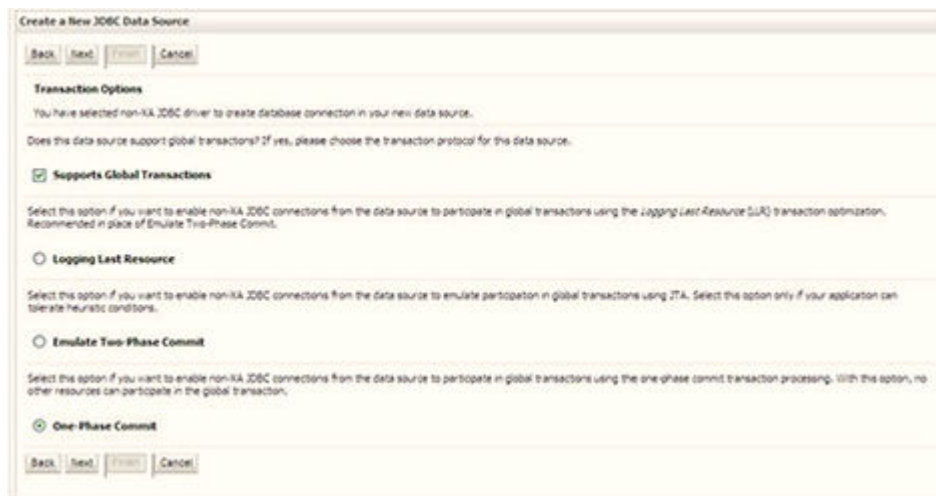 Create a New JDBC Data Source
Back Next Finish Cancel
Transaction Options
You have selected non-XA JDBC driver to create database connection in your new data source.
Does this data source support global transactions? If yes, please choose the transaction protocol for this data source.
Supports Global Transactions
Select this option if you want to enable non-XA JDBC connections from the data source to participate in global transactions using the Logging Last Resource (LLR) transaction optimization.
Recommended in place of Emulate Two-Phase Commit.
Logging Last Resource
Select this option if you want to enable non-XA JDBC connections from the data source to emulate participation in global transactions using JTA. Select this option only if your application can
tolerate heuristic conditions.
Emulate Two-Phase Commit
Select this option if you want to enable non-XA JDBC connections from the data source to participate in global transactions using the one-phase commit transaction processing. With this option, no
other resources can participate in the global transaction.
One-Phase Commit
Back Next Finish Cancel